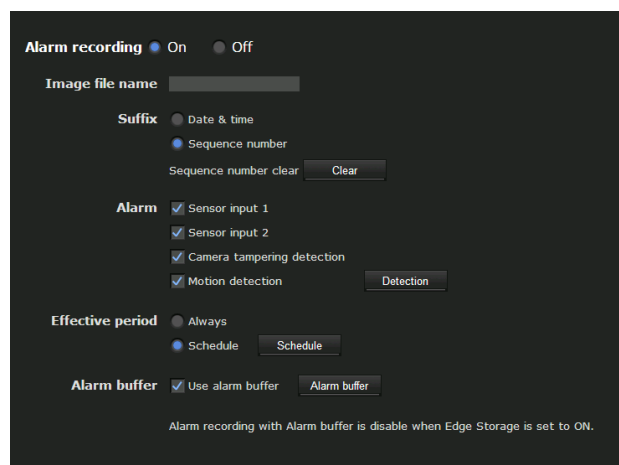 Alarm recording On Off
Image file name
Suffix Date & time
Sequence number
Sequence number clear Clear
Alarm Sensor input 1
Sensor input 2
Camera tampering detection
Motion detection Detection
Effective period Always
Schedule Schedule
Alarm buffer Use alarm buffer Alarm buffer
Alarm recording with Alarm buffer is disable when Edge Storage is set to ON.